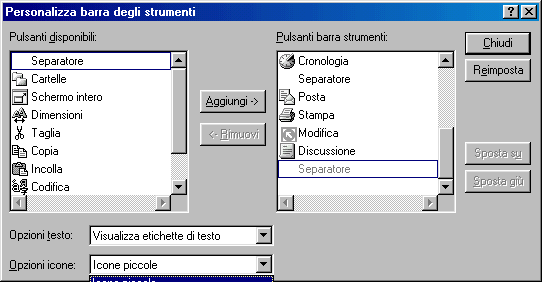 Personalizza barra degli strumenti
Pulsanti disponibili:
Separatore
Cartelle
Schermo intero
Dimensioni
Taglia
Copia
Incolla
Codifica
Aggiungi ->
<- Rimuovi
Pulsanti barra strumenti:
Cronologia
Separatore
Posta
Stampa
Modifica
Discussione
Separatore
Chiudi
Reimposta
Sposta su
Sposta giù
Opzioni testo:
Visualizza etichette di testo
Opzioni icone:
Icone piccole